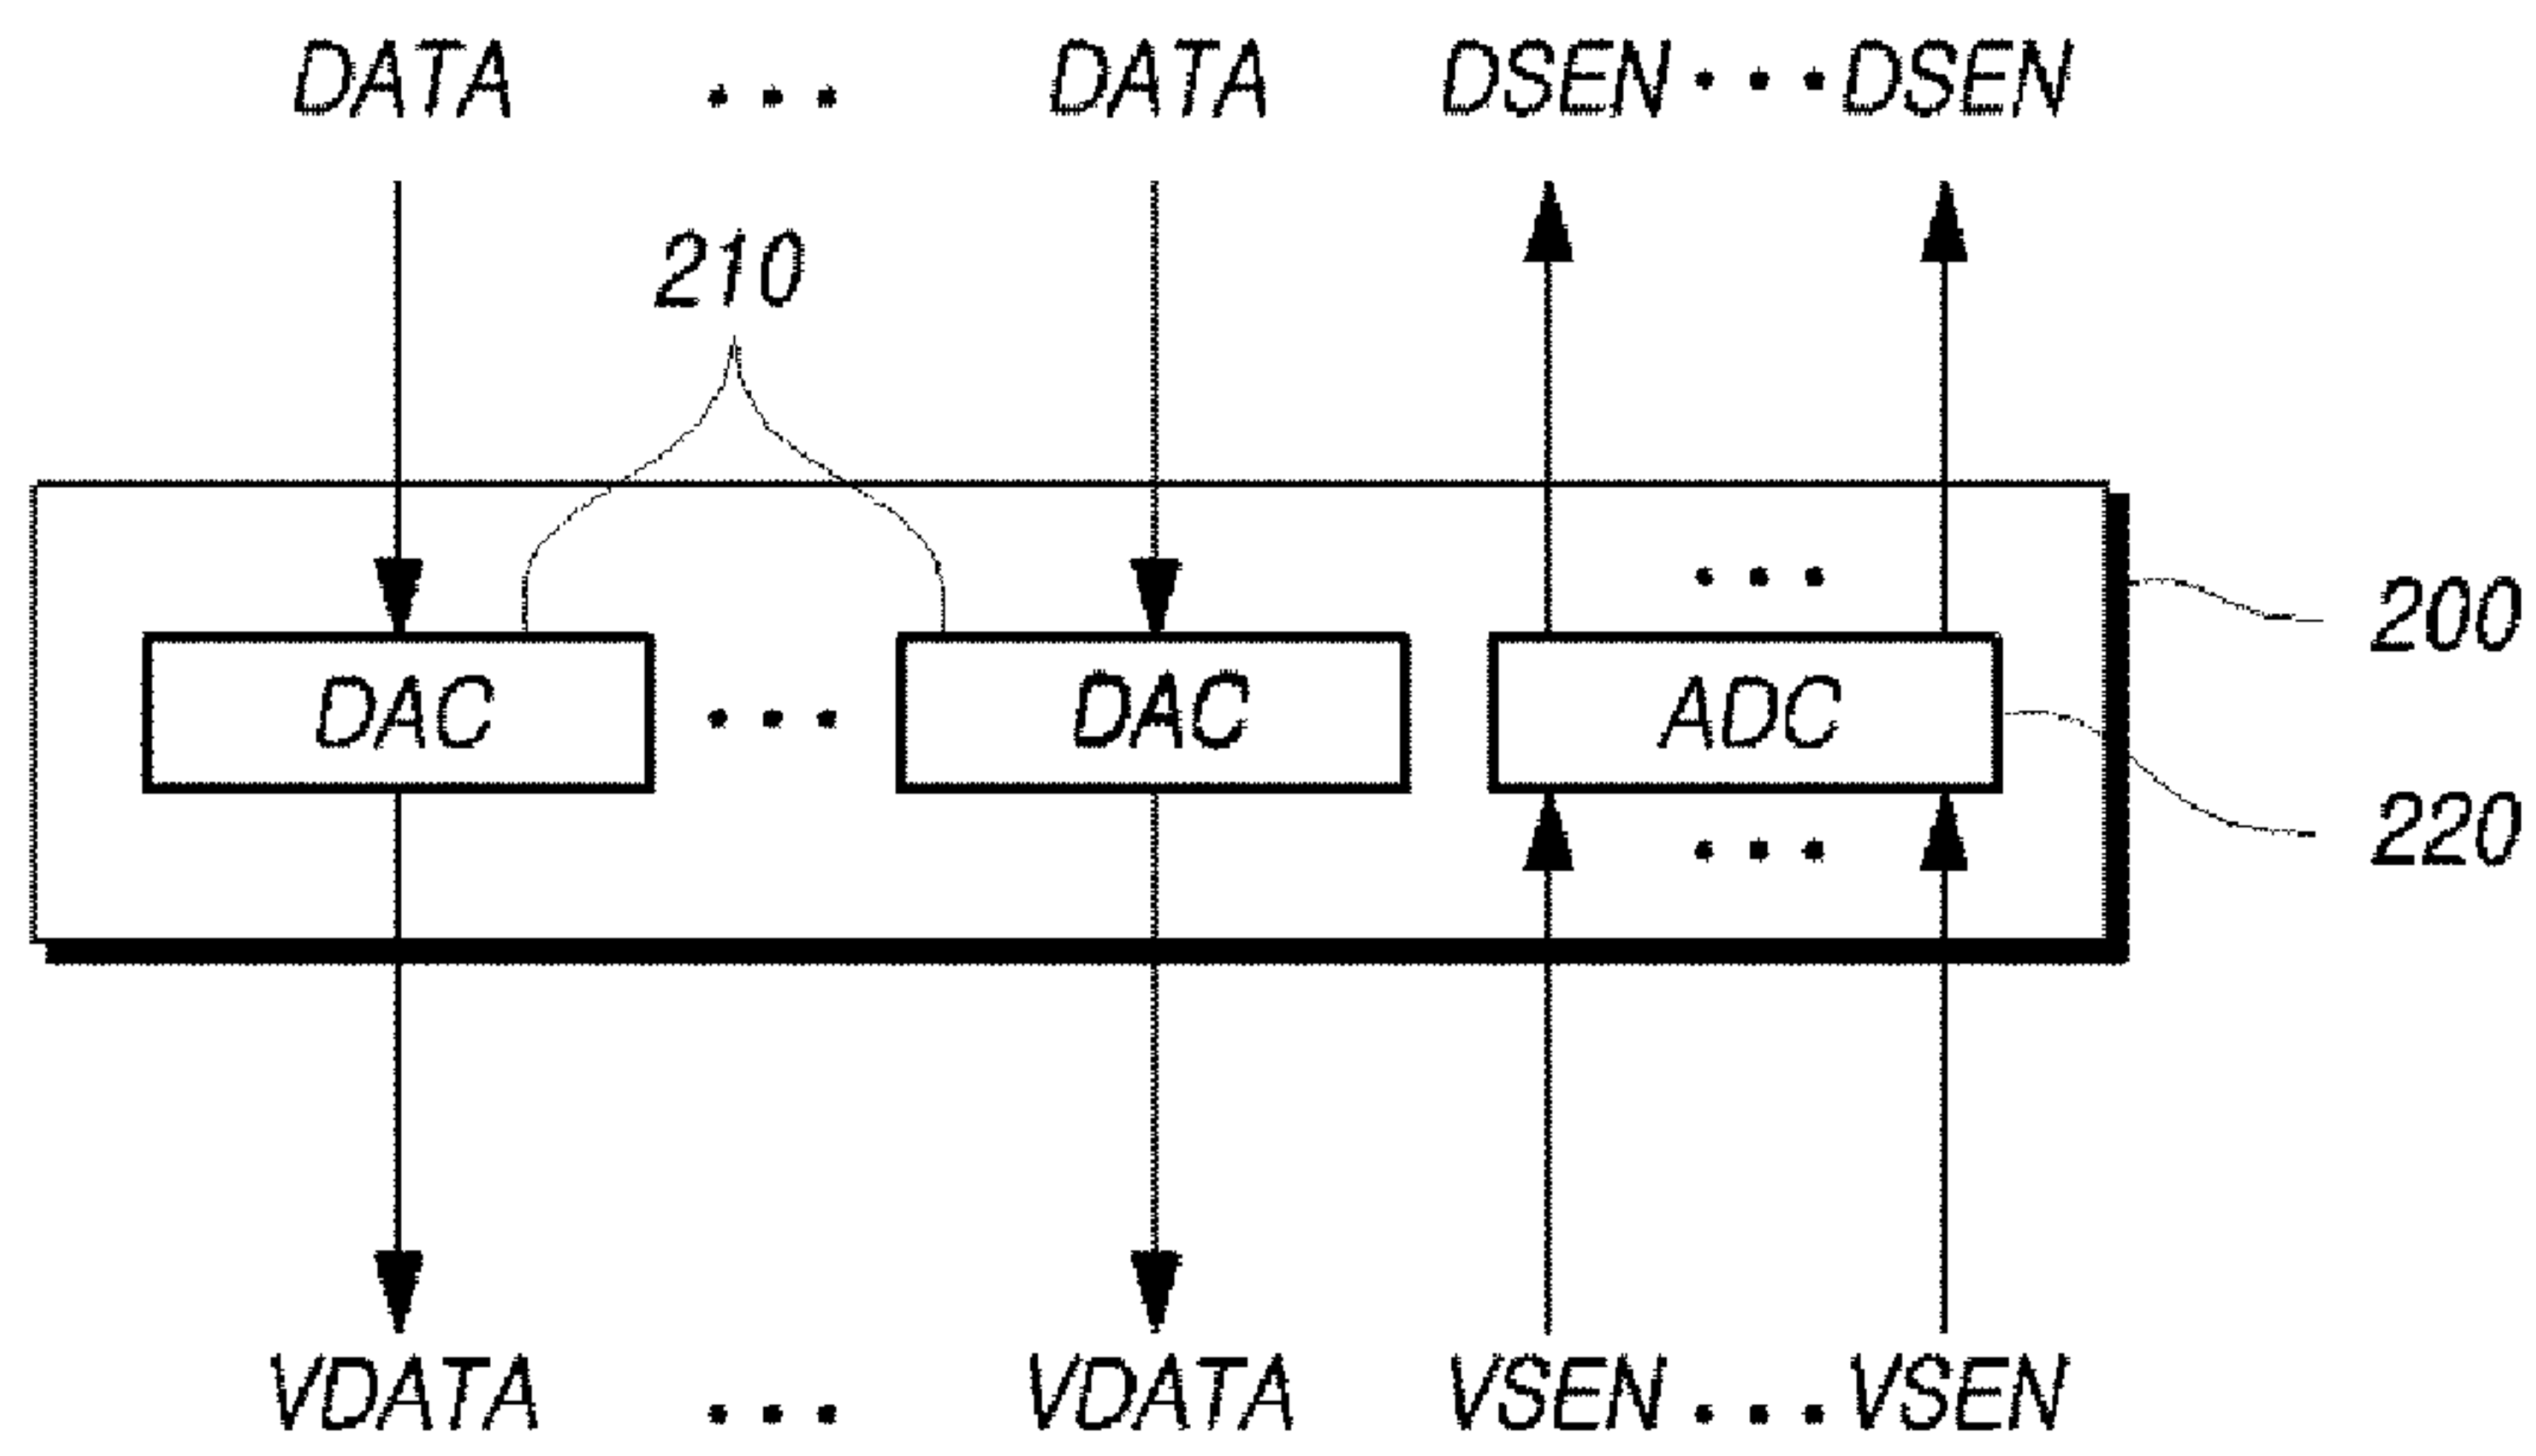 DATA ... DATA DSEN ... DSEN
210
200
DAC ... DAC ADC
220
VDATA ... VDATA VSEN ... VSEN